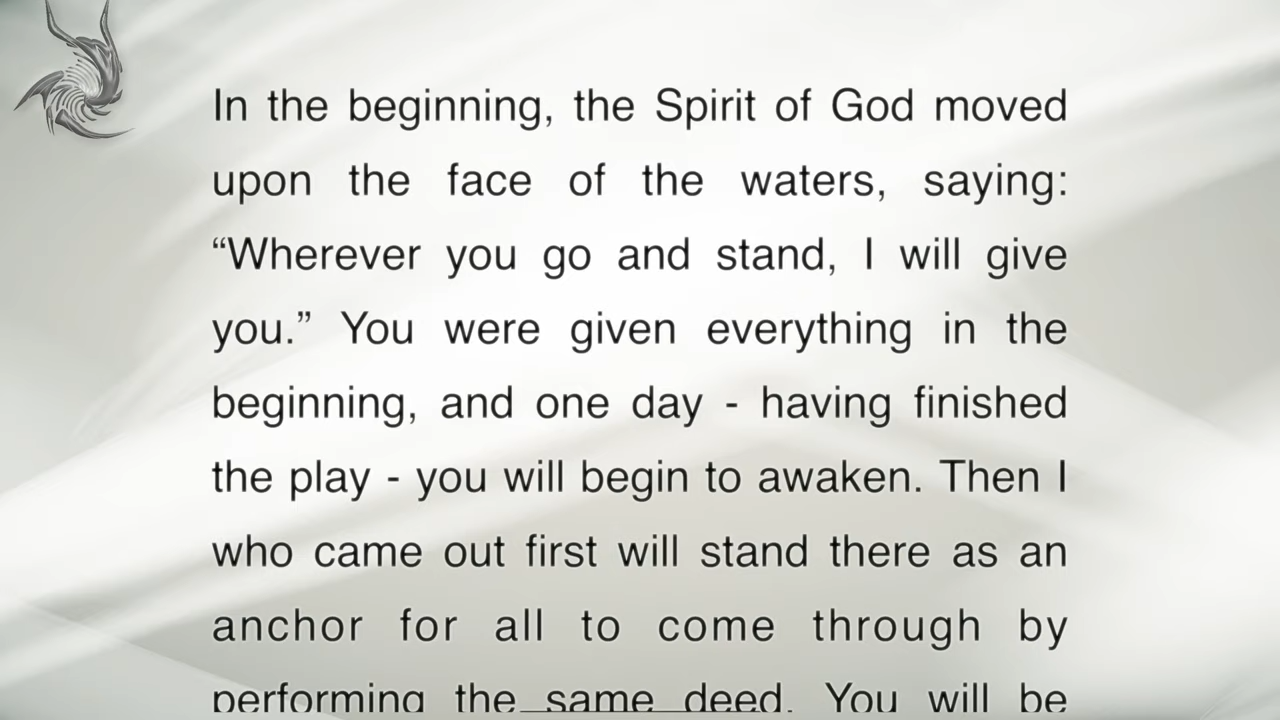 In the beginning, the Spirit of God moved
upon the face of the waters, saying:
“Wherever you go and stand, I will give
you.” You were given everything in the
beginning, and one day - having finished
the play - you will begin to awaken. Then I
who came out first will stand there as an
anchor for all to come through by
performing the same deed. You will be